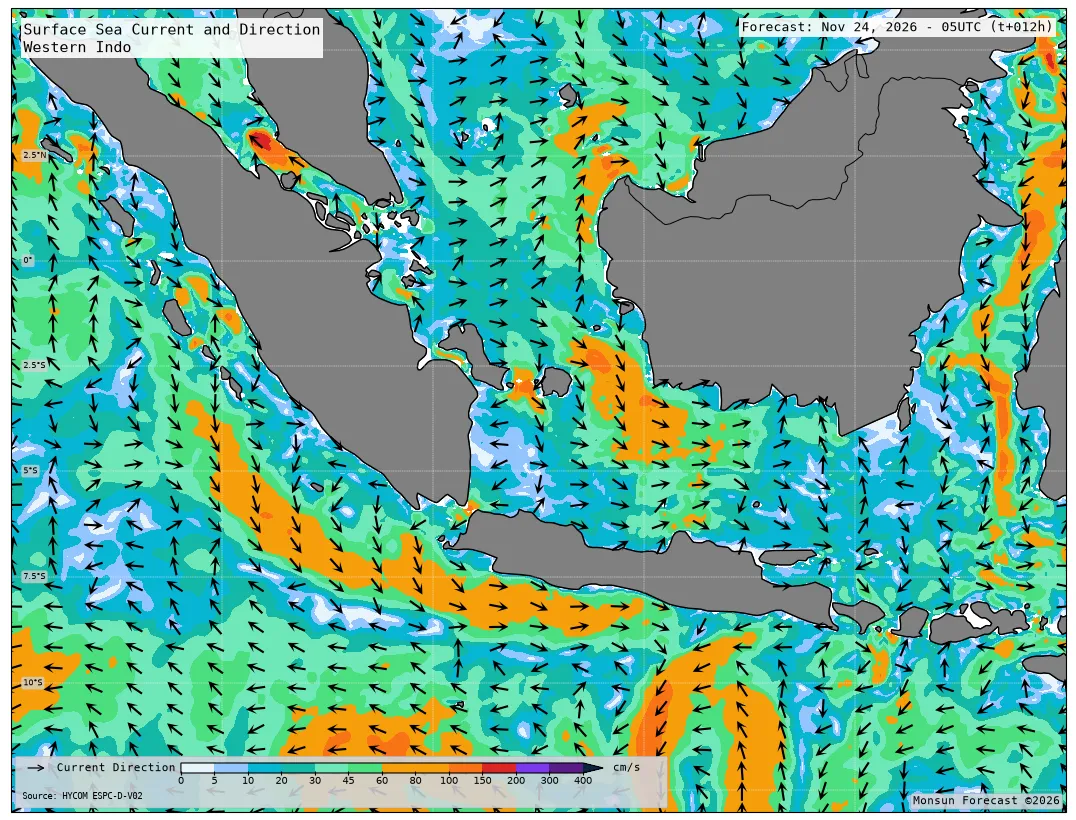 Surface Sea Current and Direction
Western Indo
Forecast: Nov 24, 2026 - 05UTC (t+012h)
2.5°N
0°
2.5°S
5°S
7.5°S
10°S
Current Direction
0 5 10 20 30 45 60 80 100 150 200 300 400 cm/s
Source: HYCOM ESPC-D-V02
Monsun Forecast ©2026